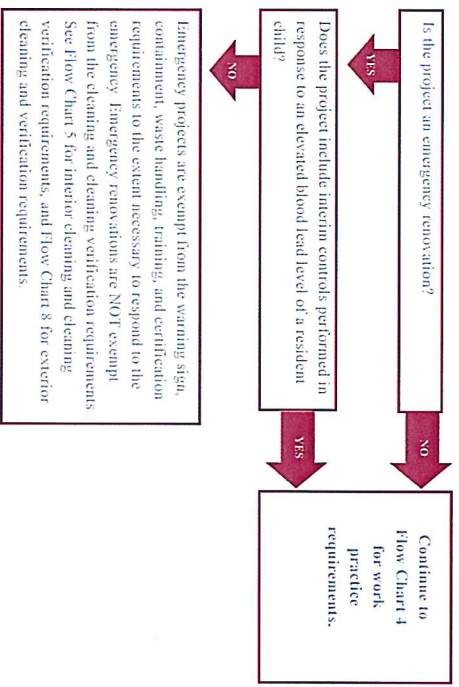 Is the project an emergency renovation?
NO
YES
Does the project include interim controls performed in
response to an elevated blood lead level of a resident
child?
YES
NO
Continue to
Flow Chart 4
for work
practice
requirements.
Emergency projects are exempt from the warning sign,
containment, waste handling, training, and certification
requirements to the extent necessary to respond to the
emergency. Emergency renovations are NOT exempt
from the cleaning and cleaning verification requirements.
See Flow Chart 5 for interior cleaning and cleaning
verification requirements, and Flow Chart 8 for exterior
cleaning and verification requirements.